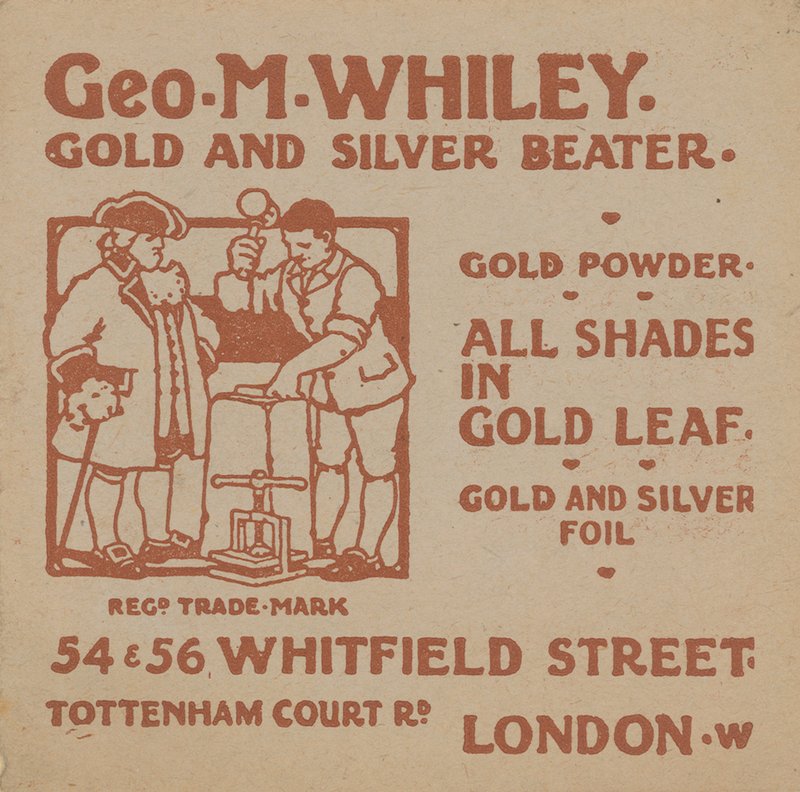 Geo·M·WHILEY.
GOLD AND SILVER BEATER.
GOLD POWDER.
ALL SHADES
IN
GOLD LEAF.
GOLD AND SILVER
FOIL
REGD TRADE-MARK
54 & 56, WHITFIELD STREET
TOTTENHAM COURT RD
LONDON·W